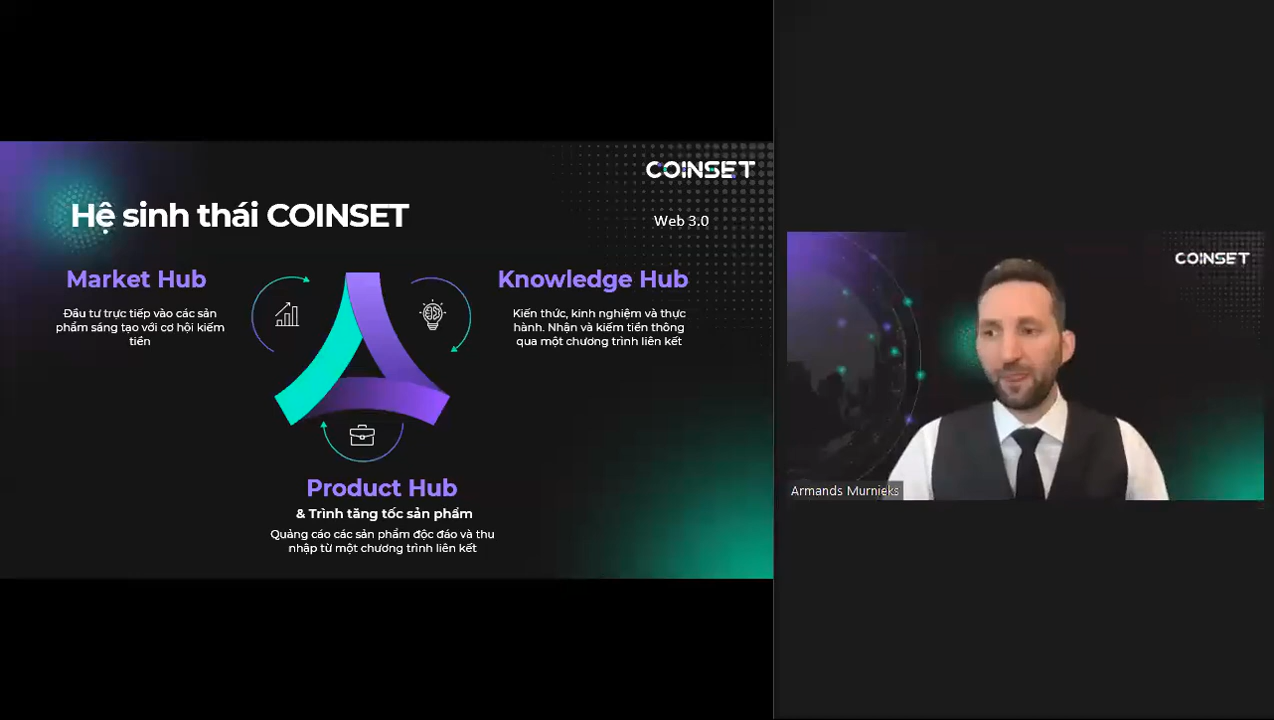 COINSET
Hệ sinh thái COINSET
Web 3.0
Market Hub
Đầu tư trực tiếp vào các sản
phẩm sáng tạo với cơ hội kiếm
tiền
Knowledge Hub
Kiến thức, kinh nghiệm và thực
hành. Nhận và kiếm tiền thông
qua một chương trình liên kết
Product Hub
& Trình tăng tốc sản phẩm
Quảng cáo các sản phẩm độc đáo và thu
nhập từ một chương trình liên kết
COINSET
Armands Murnieks